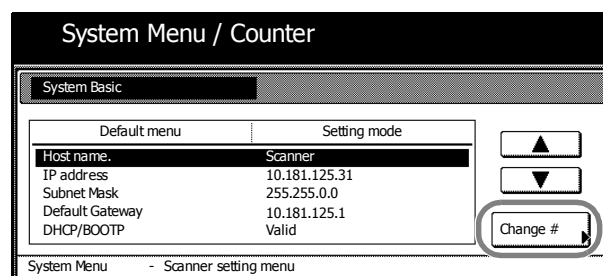 System Menu / Counter
System Basic
Default menu Setting mode
Host name. Scanner
IP address 10.181.125.31
Subnet Mask 255.255.0.0
Default Gateway 10.181.125.1
DHCP/BOOTP Valid
Change #
System Menu - Scanner setting menu